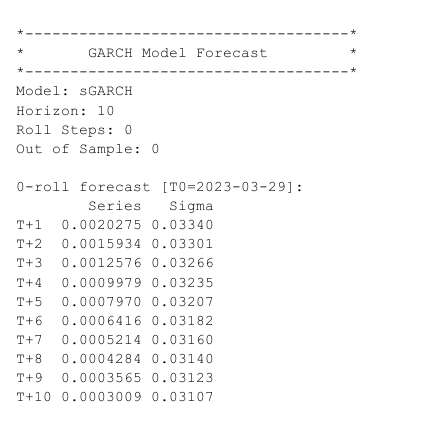 *------------------------------------*
*       GARCH Model Forecast         *
*------------------------------------*
Model: sGARCH
Horizon: 10
Roll Steps: 0
Out of Sample: 0

0-roll forecast [T0=2023-03-29]:
        Series   Sigma
T+1  0.0020275 0.03340
T+2  0.0015934 0.03301
T+3  0.0012576 0.03266
T+4  0.0009979 0.03235
T+5  0.0007970 0.03207
T+6  0.0006416 0.03182
T+7  0.0005214 0.03160
T+8  0.0004284 0.03140
T+9  0.0003565 0.03123
T+10 0.0003009 0.03107